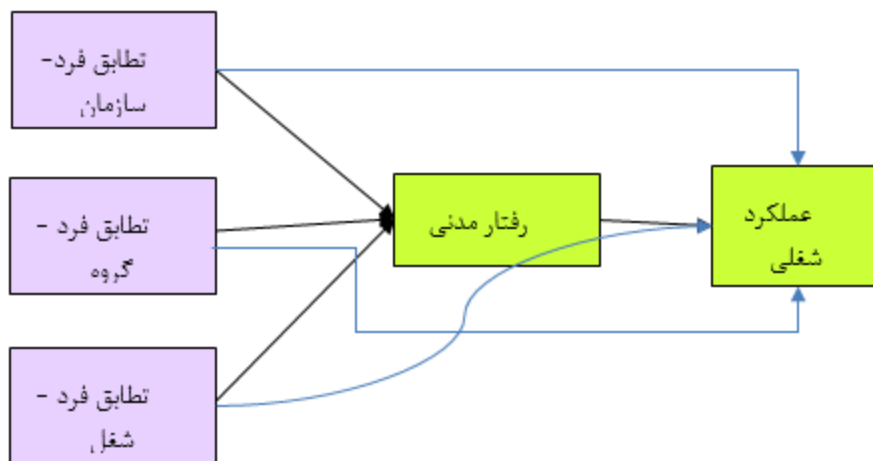 تطابق فرد-
سازمان
تطابق فرد -
گروه
تطابق فرد -
شغل
رفتار مدنی
عملکرد
شغلی